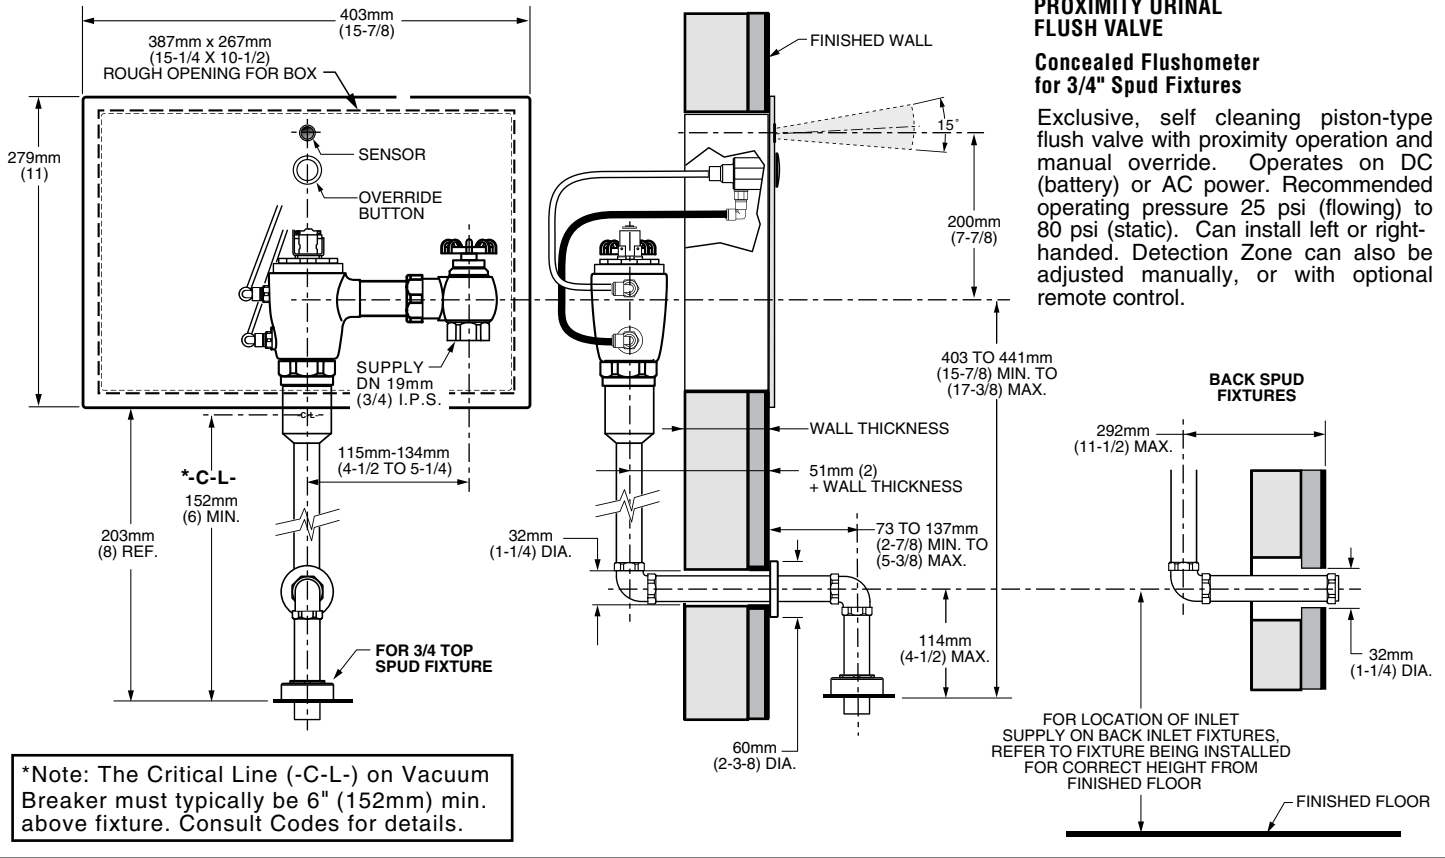 403mm
(15-7/8)
387mm x 267mm
(15-1/4 X 10-1/2)
ROUGH OPENING FOR BOX
279mm
(11)
SENSOR
OVERRIDE
BUTTON
SUPPLY
DN 19mm
(3/4) I.P.S.
-C-L-
115mm-134mm
(4-1/2 TO 5-1/4)
*-C-L-
152mm
(6) MIN.
203mm
(8) REF.
FOR 3/4 TOP
SPUD FIXTURE
*Note: The Critical Line (-C-L-) on Vacuum
Breaker must typically be 6" (152mm) min.
above fixture. Consult Codes for details.
FINISHED WALL
15°
200mm
(7-7/8)
403 TO 441mm
(15-7/8) MIN. TO
(17-3/8) MAX.
WALL THICKNESS
51mm (2)
+ WALL THICKNESS
32mm
(1-1/4) DIA.
73 TO 137mm
(2-7/8) MIN. TO
(5-3/8) MAX.
114mm
(4-1/2) MAX.
60mm
(2-3-8) DIA.
PROXIMITY URINAL
FLUSH VALVE
Concealed Flushometer
for 3/4" Spud Fixtures
Exclusive, self cleaning piston-type
flush valve with proximity operation and
manual override. Operates on DC
(battery) or AC power. Recommended
operating pressure 25 psi (flowing) to
80 psi (static). Can install left or right-
handed. Detection Zone can also be
adjusted manually, or with optional
remote control.
BACK SPUD
FIXTURES
292mm
(11-1/2) MAX.
32mm
(1-1/4) DIA.
FOR LOCATION OF INLET
SUPPLY ON BACK INLET FIXTURES,
REFER TO FIXTURE BEING INSTALLED
FOR CORRECT HEIGHT FROM
FINISHED FLOOR
FINISHED FLOOR